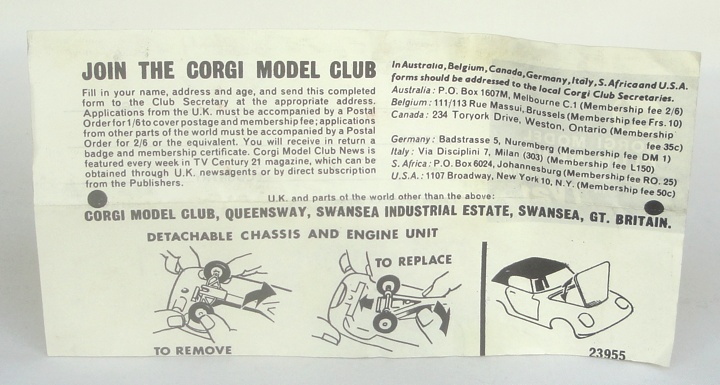 JOIN THE CORGI MODEL CLUB
Fill in your name, address and age, and send this completed
form to the Club Secretary at the appropriate address.
Applications from the U.K. must be accompanied by a Postal
Order for 1/6 to cover postage and membership fee; applications
from other parts of the world must be accompanied by a Postal
Order for 2/6 or the equivalent. You will receive in return a
badge and membership certificate. Corgi Model Club News is
featured every week in TV Century 21 magazine, which can be
obtained through U.K. newsagents or by direct subscription
from the Publishers.
In Australia, Belgium, Canada, Germany, Italy, S. Africa and U.S.A.
forms should be addressed to the local Corgi Club Secretaries.
Australia: P.O. Box 1607M, Melbourne C.1 (Membership fee 2/6)
Belgium: 111/113 Rue Massui, Brussels (Membership fee Frs. 10)
Canada: 234 Toryork Drive, Weston, Ontario (Membership
fee 35c)
Germany: Badstrasse 5, Nuremberg (Membership fee DM 1)
Italy: Via Disciplini 7, Milan (303) (Membership fee L150)
S. Africa: P.O. Box 6024, Johannesburg (Membership fee RO. 25)
U.S.A.: 1107 Broadway, New York 10, N.Y. (Membership fee 50c)
U.K. and parts of the world other than the above:
CORGI MODEL CLUB, QUEENSWAY, SWANSEA INDUSTRIAL ESTATE, SWANSEA, GT. BRITAIN.
DETACHABLE CHASSIS AND ENGINE UNIT
TO REPLACE
TO REMOVE
23955